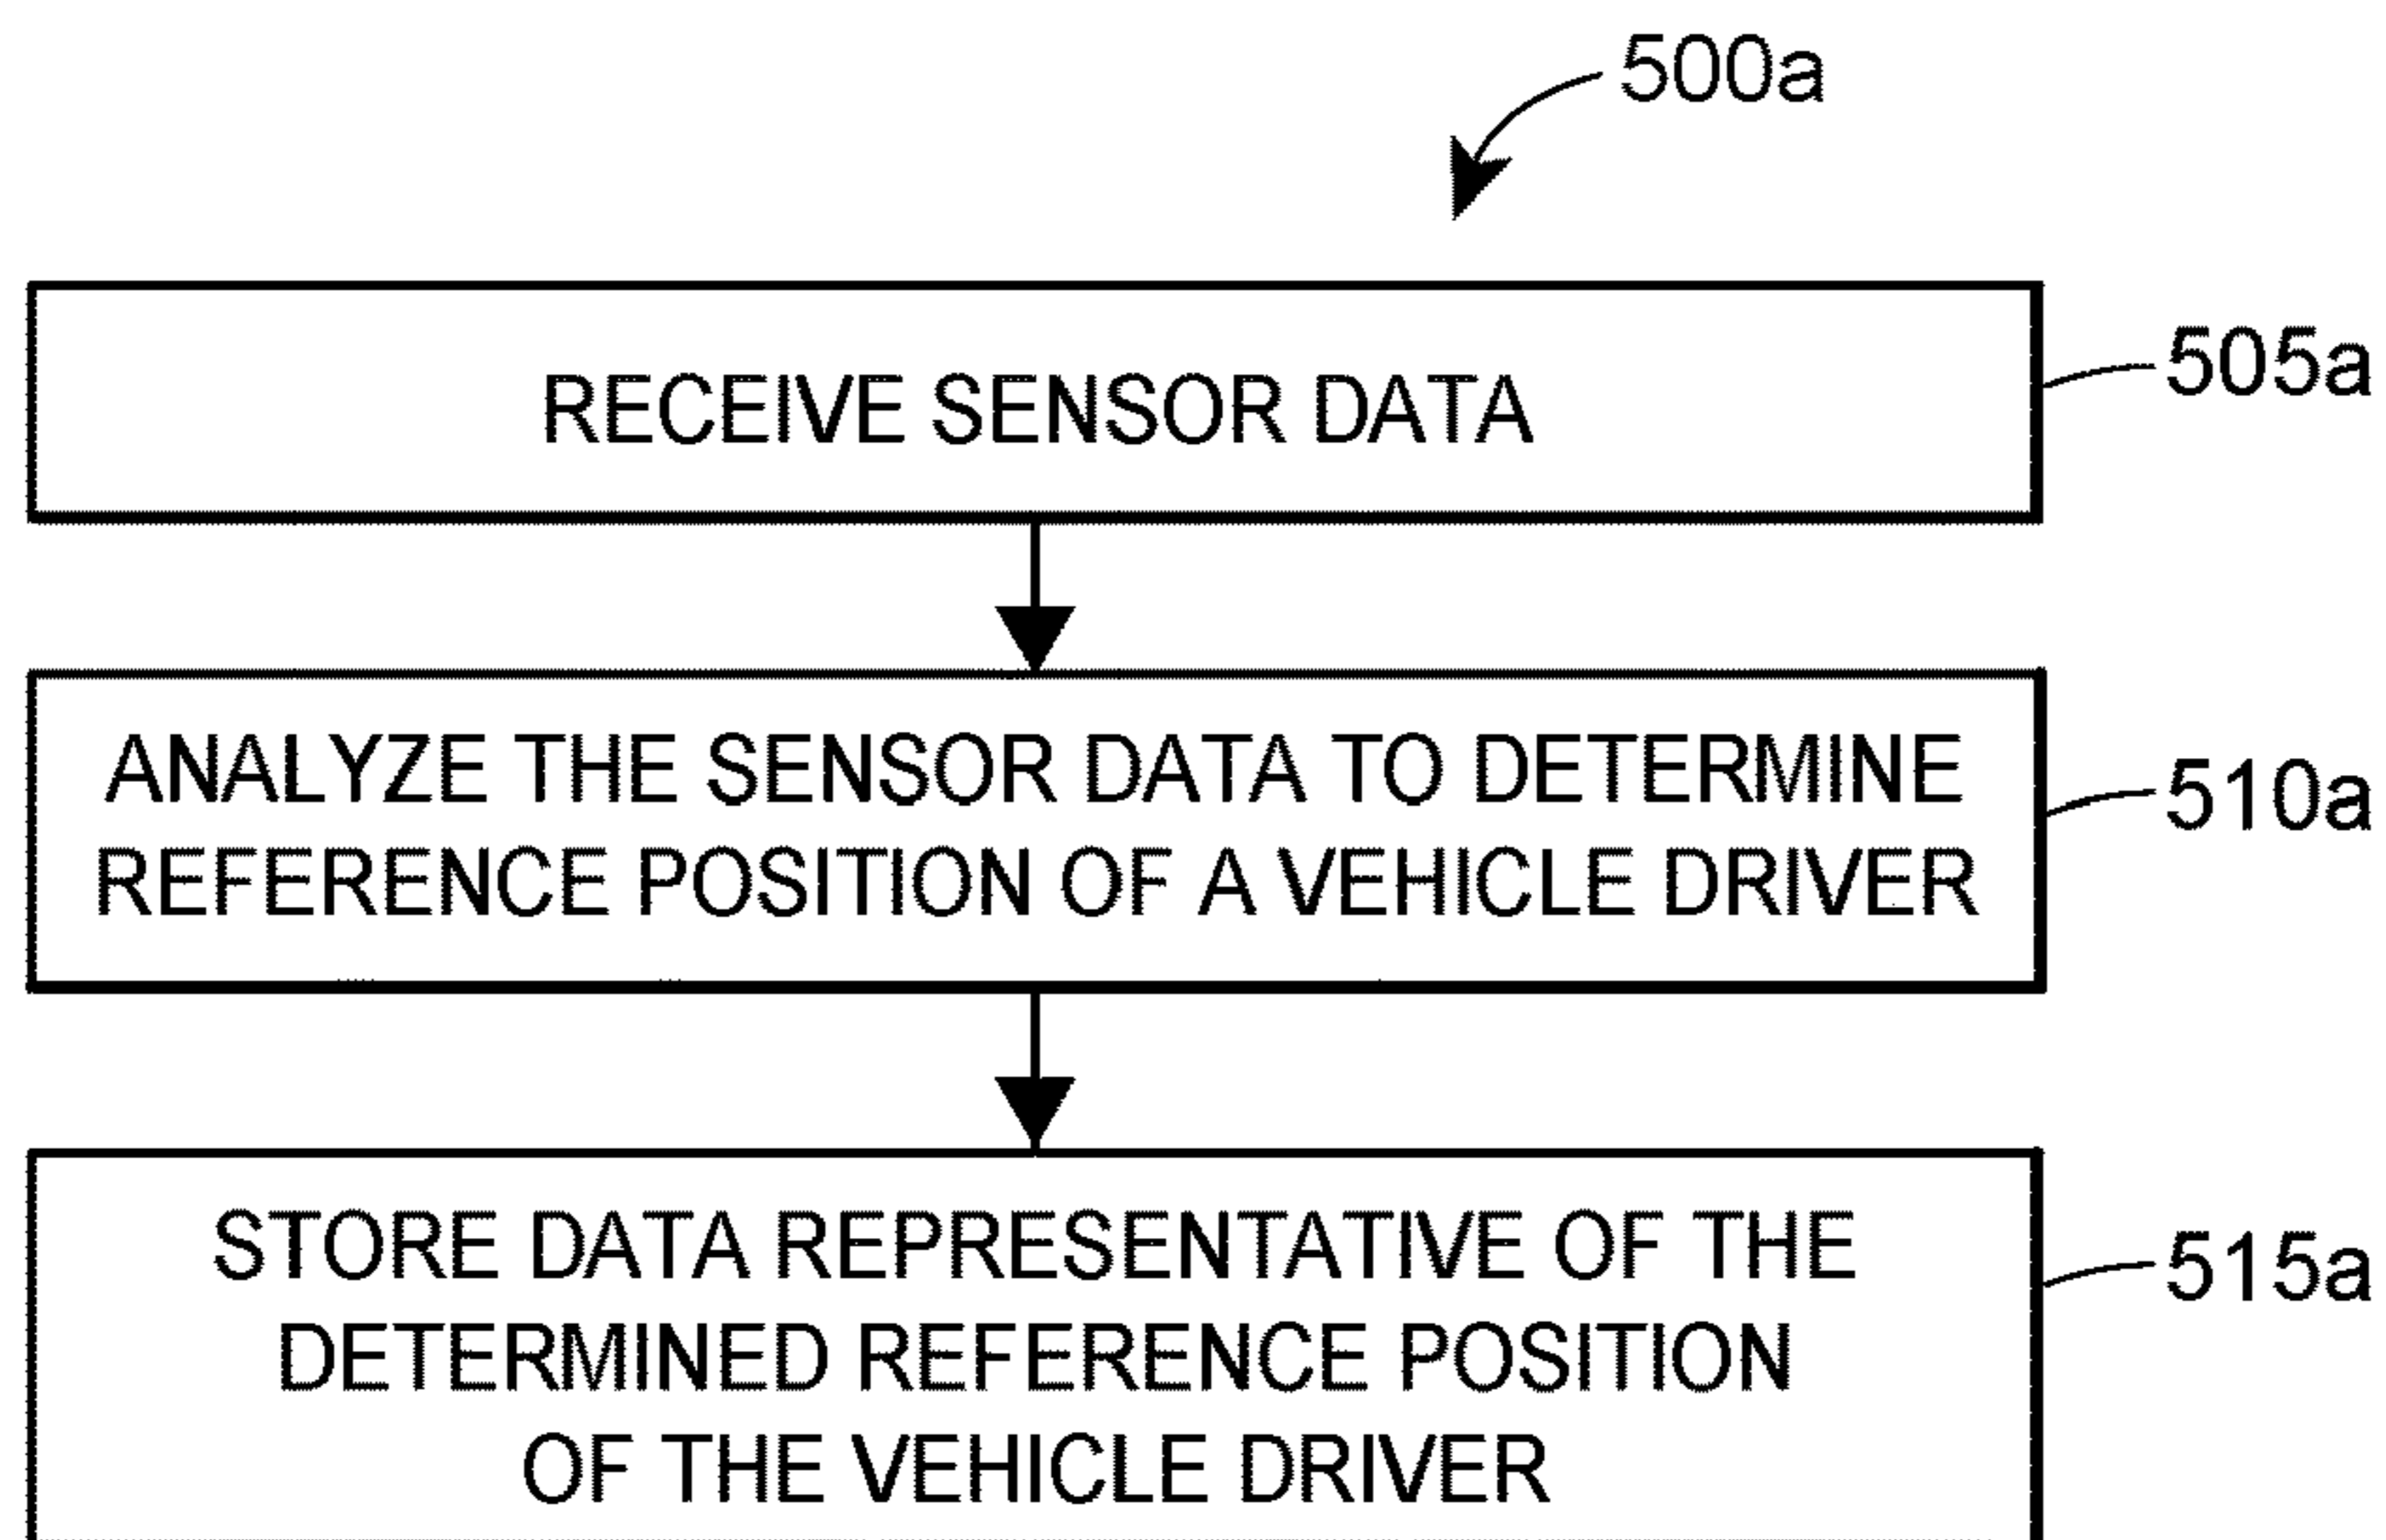 500a
RECEIVE SENSOR DATA
505a
ANALYZE THE SENSOR DATA TO DETERMINE
REFERENCE POSITION OF A VEHICLE DRIVER
510a
STORE DATA REPRESENTATIVE OF THE
DETERMINED REFERENCE POSITION
OF THE VEHICLE DRIVER
515a